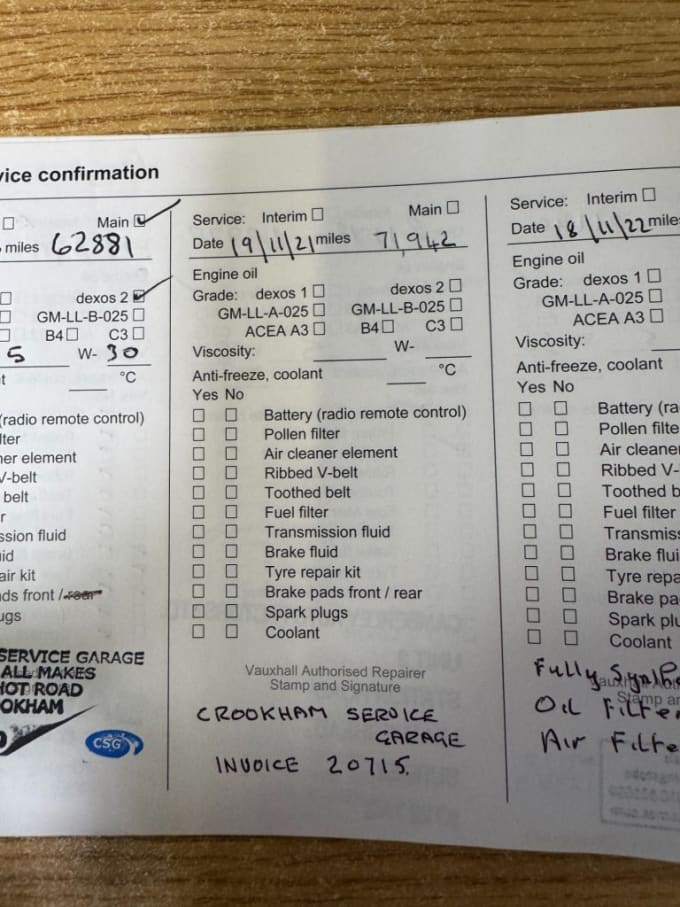 vice confirmation
Main
miles 62881
dexos 2
GM-LL-B-025
B4 C3
5 W- 30
°C
(radio remote control)
lter
ner element
V-belt
belt
r
ssion fluid
uid
air kit
ds front / rear
ugs
SERVICE GARAGE
ALL MAKES
HOT ROAD
OKHAM
CSG
Service: Interim Main
Date 19/11/21 miles 71,942
Engine oil
Grade: dexos 1 dexos 2
GM-LL-A-025 GM-LL-B-025
ACEA A3 B4 C3
Viscosity: W-
Anti-freeze, coolant °C
Yes No
Battery (radio remote control)
Pollen filter
Air cleaner element
Ribbed V-belt
Toothed belt
Fuel filter
Transmission fluid
Brake fluid
Tyre repair kit
Brake pads front / rear
Spark plugs
Coolant
Vauxhall Authorised Repairer
Stamp and Signature
CROOKHAM SERVICE
GARAGE
INVOICE 20715.
Service: Interim
Date 18/11/22 mile
Engine oil
Grade: dexos 1
GM-LL-A-025
ACEA A3
Viscosity:
Anti-freeze, coolant
Yes No
Battery (ra
Pollen filte
Air cleaner
Ribbed V-
Toothed b
Fuel filter
Transmiss
Brake flui
Tyre repa
Brake pa
Spark plu
Coolant
Fully Synthe
Stamp an
Oil Filter
Air Filte